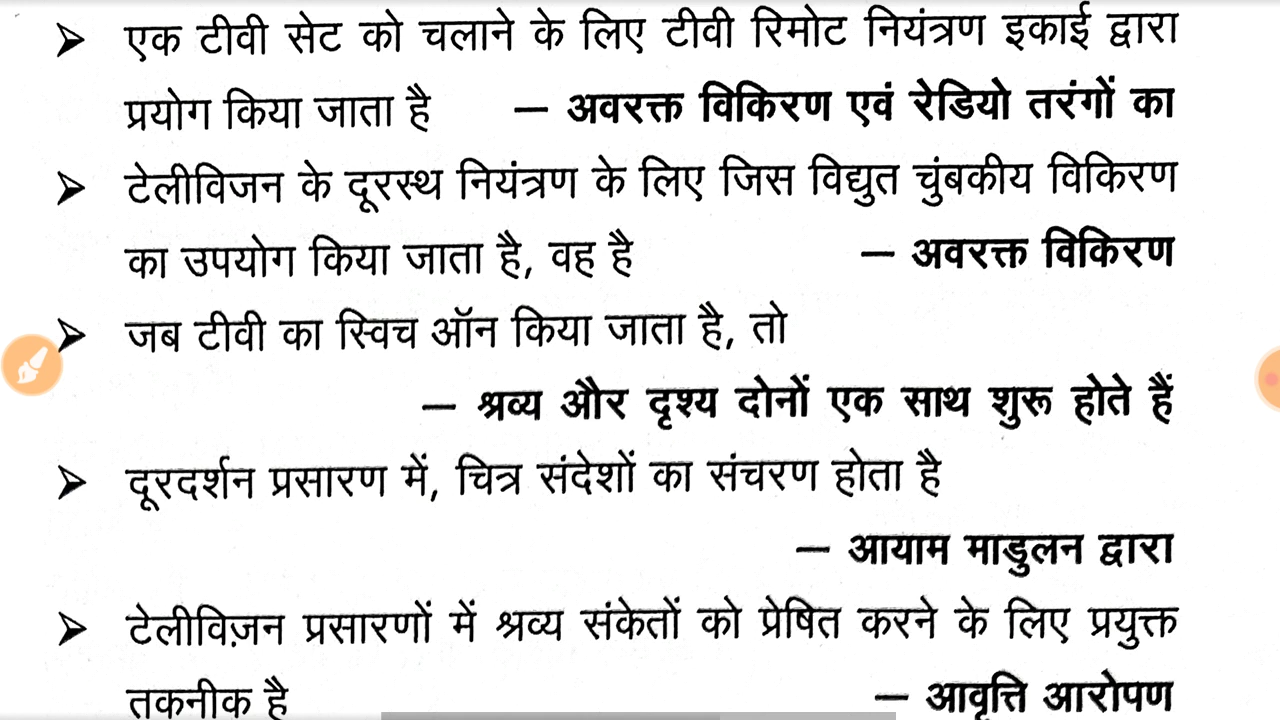 ➤ एक टीवी सेट को चलाने के लिए टीवी रिमोट नियंत्रण इकाई द्वारा
प्रयोग किया जाता है — अवरक्त विकिरण एवं रेडियो तरंगों का
➤ टेलीविजन के दूरस्थ नियंत्रण के लिए जिस विद्युत चुंबकीय विकिरण
का उपयोग किया जाता है, वह है — अवरक्त विकिरण
➤ जब टीवी का स्विच ऑन किया जाता है, तो
— श्रव्य और दृश्य दोनों एक साथ शुरू होते हैं
➤ दूरदर्शन प्रसारण में, चित्र संदेशों का संचरण होता है
— आयाम माडुलन द्वारा
➤ टेलीविज़न प्रसारणों में श्रव्य संकेतों को प्रेषित करने के लिए प्रयुक्त
तकनीक है — आवृत्ति आरोपण